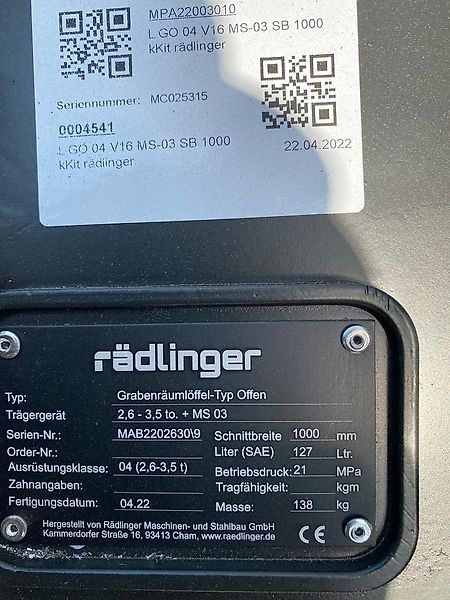 MPA22003010
L GO 04 V16 MS-03 SB 1000
kKit rädlinger
Seriennummer: MC025315
0004541
L GO 04 V16 MS-03 SB 1000
kKit rädlinger
22.04.2022
rädlinger
Typ: Grabenräumlöffel-Typ Offen
Trägergerät 2,6 - 3,5 to. + MS 03
Serien-Nr.: MAB2202630\9 Schnittbreite 1000 mm
Order-Nr.: Liter (SAE) 127 Ltr.
Ausrüstungsklasse: 04 (2,6-3,5 t) Betriebsdruck: 21 MPa
Zahnangaben: Tragfähigkeit: kgm
Fertigungsdatum: 04.22 Masse: 138 kg
Hergestellt von Rädlinger Maschinen- und Stahlbau GmbH
Kammerdorfer Straße 16, 93413 Cham, www.raedlinger.de
CE